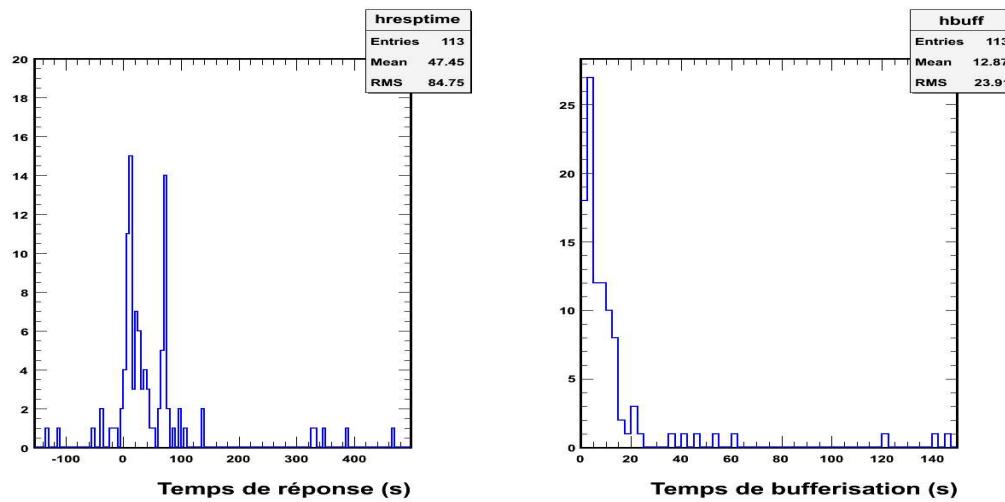 hresptime
Entries 113
Mean 47.45
RMS 84.75
20
18
16
14
12
10
8
6
4
2
0
-100 0 100 200 300 400
Temps de réponse (s)
hbuff
Entries 113
Mean 12.87
RMS 23.91
25
20
15
10
5
0
0 20 40 60 80 100 120 140
Temps de bufferisation (s)